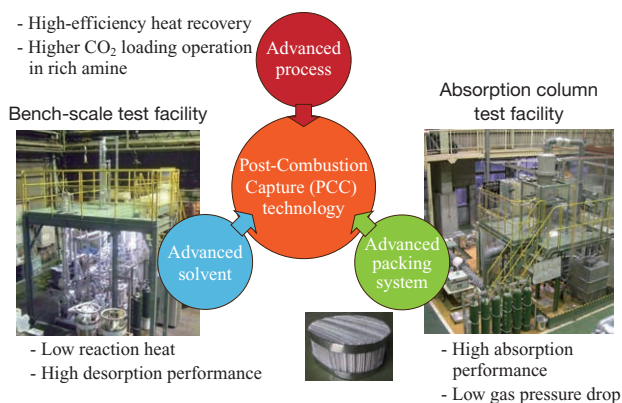 - High-efficiency heat recovery
- Higher CO₂ loading operation
in rich amine
Advanced
process
Bench-scale test facility
Absorption column
test facility
Post-Combustion
Capture (PCC)
technology
Advanced
solvent
Advanced
packing
system
- Low reaction heat
- High desorption performance
- High absorption
performance
- Low gas pressure drop